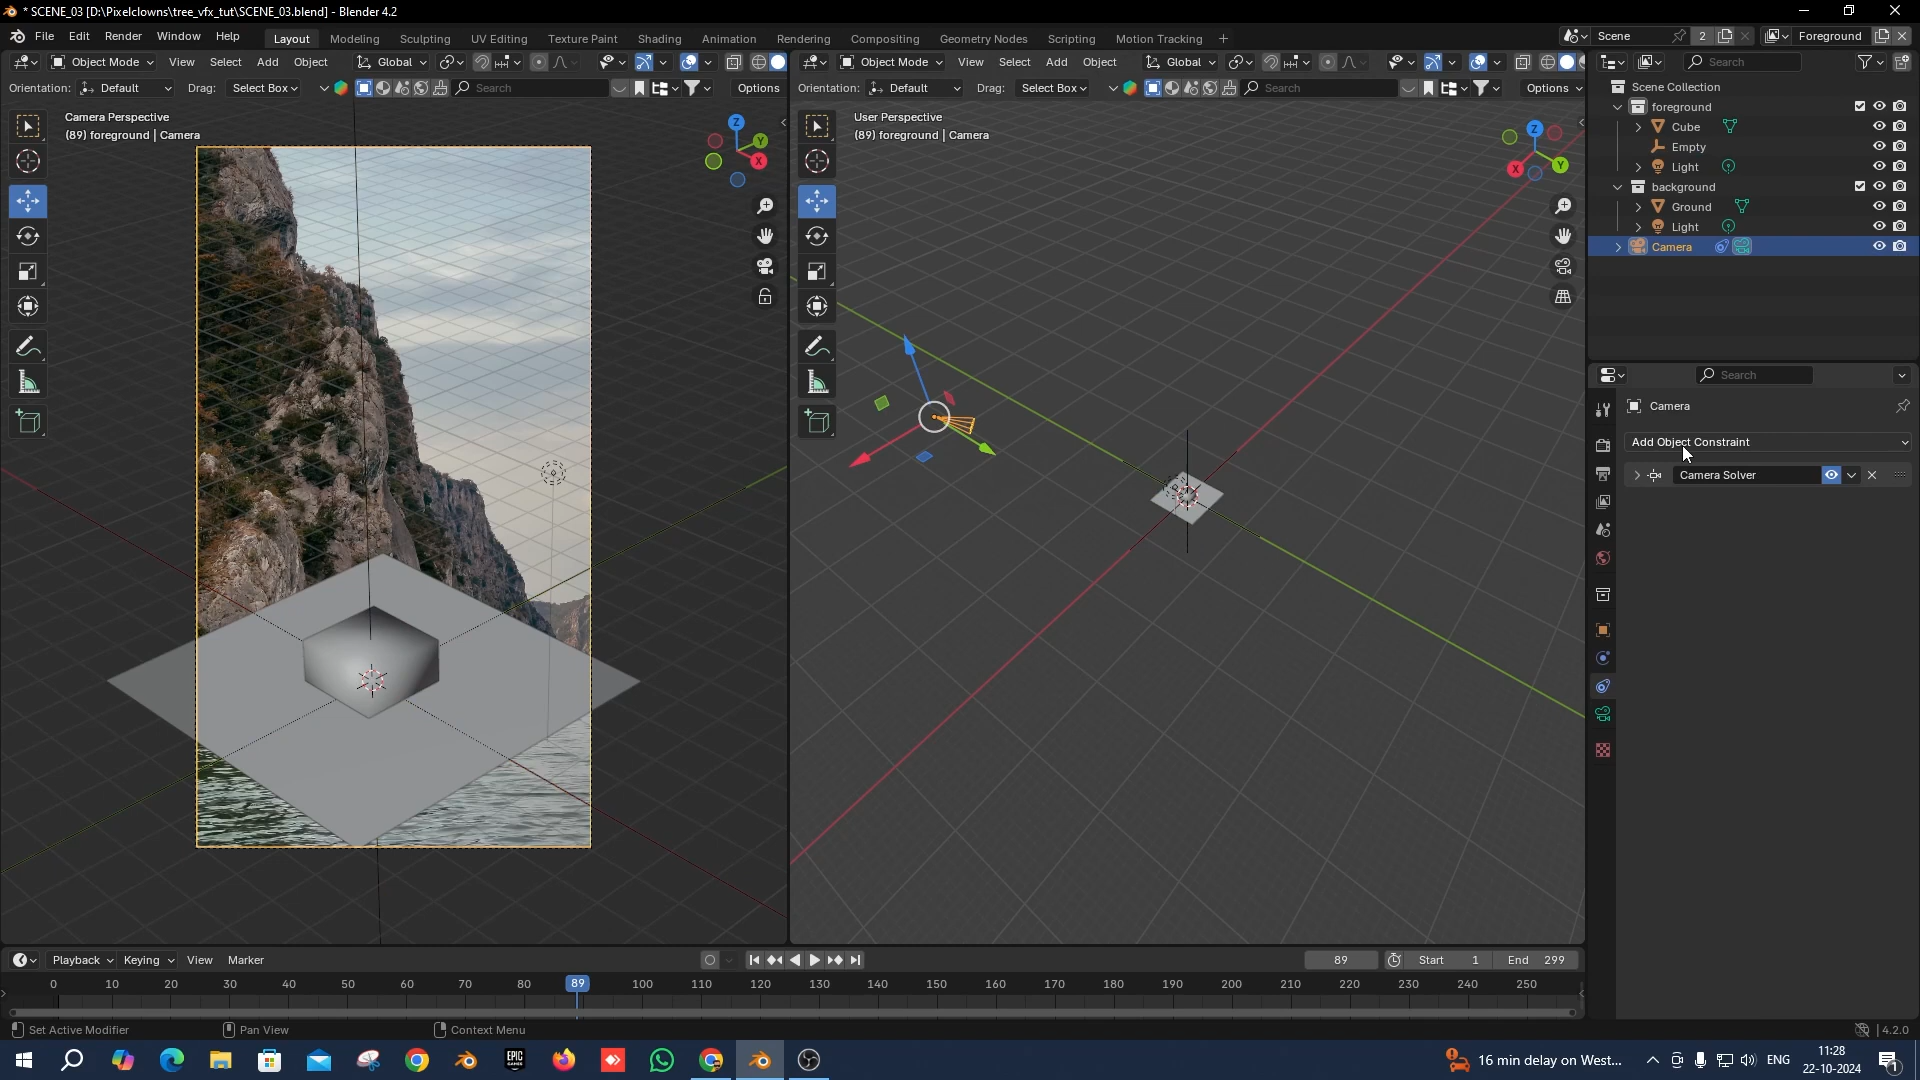 * SCENE_03 [D:\Pixelclowns\tree_vfx_tut\SCENE_03.blend] - Blender 4.2
File Edit Render Window Help Layout Modeling Sculpting UV Editing Texture Paint Shading Animation Rendering Compositing Geometry Nodes Scripting Motion Tracking + Scene 2 Foreground
Object Mode View Select Add Object Global
Object Mode View Select Add Object Global
Search
Orientation: Default Drag: Select Box Search Options
Orientation: Default Drag: Select Box Search Options
Camera Perspective
(89) foreground | Camera
Z
Y
X
User Perspective
(89) foreground | Camera
Z
Y
X
Scene Collection
foreground
Cube
Empty
Light
background
Ground
Light
Camera
Search
Camera
Add Object Constraint
Camera Solver
Playback Keying View Marker 89 Start 1 End 299
0 10 20 30 40 50 60 70 80 89 100 110 120 130 140 150 160 170 180 190 200 210 220 230 240 250
Set Active Modifier Pan View Context Menu 4.2.0
EPIC GAMES 16 min delay on West... ENG 11:28
22-10-2024
1